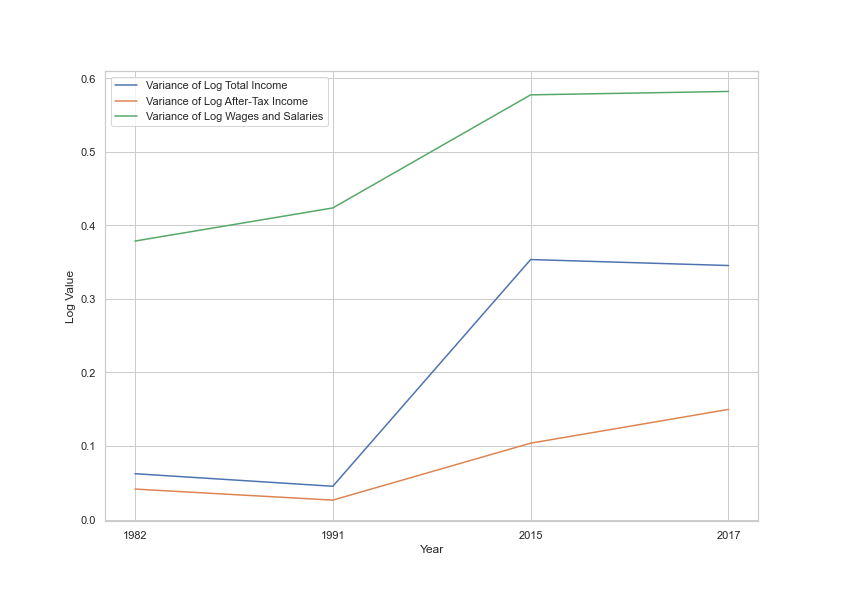 Variance of Log Total Income
Variance of Log After-Tax Income
Variance of Log Wages and Salaries
0.6
0.5
0.4
0.3
0.2
0.1
0.0
Log Value
1982 1991 2015 2017
Year